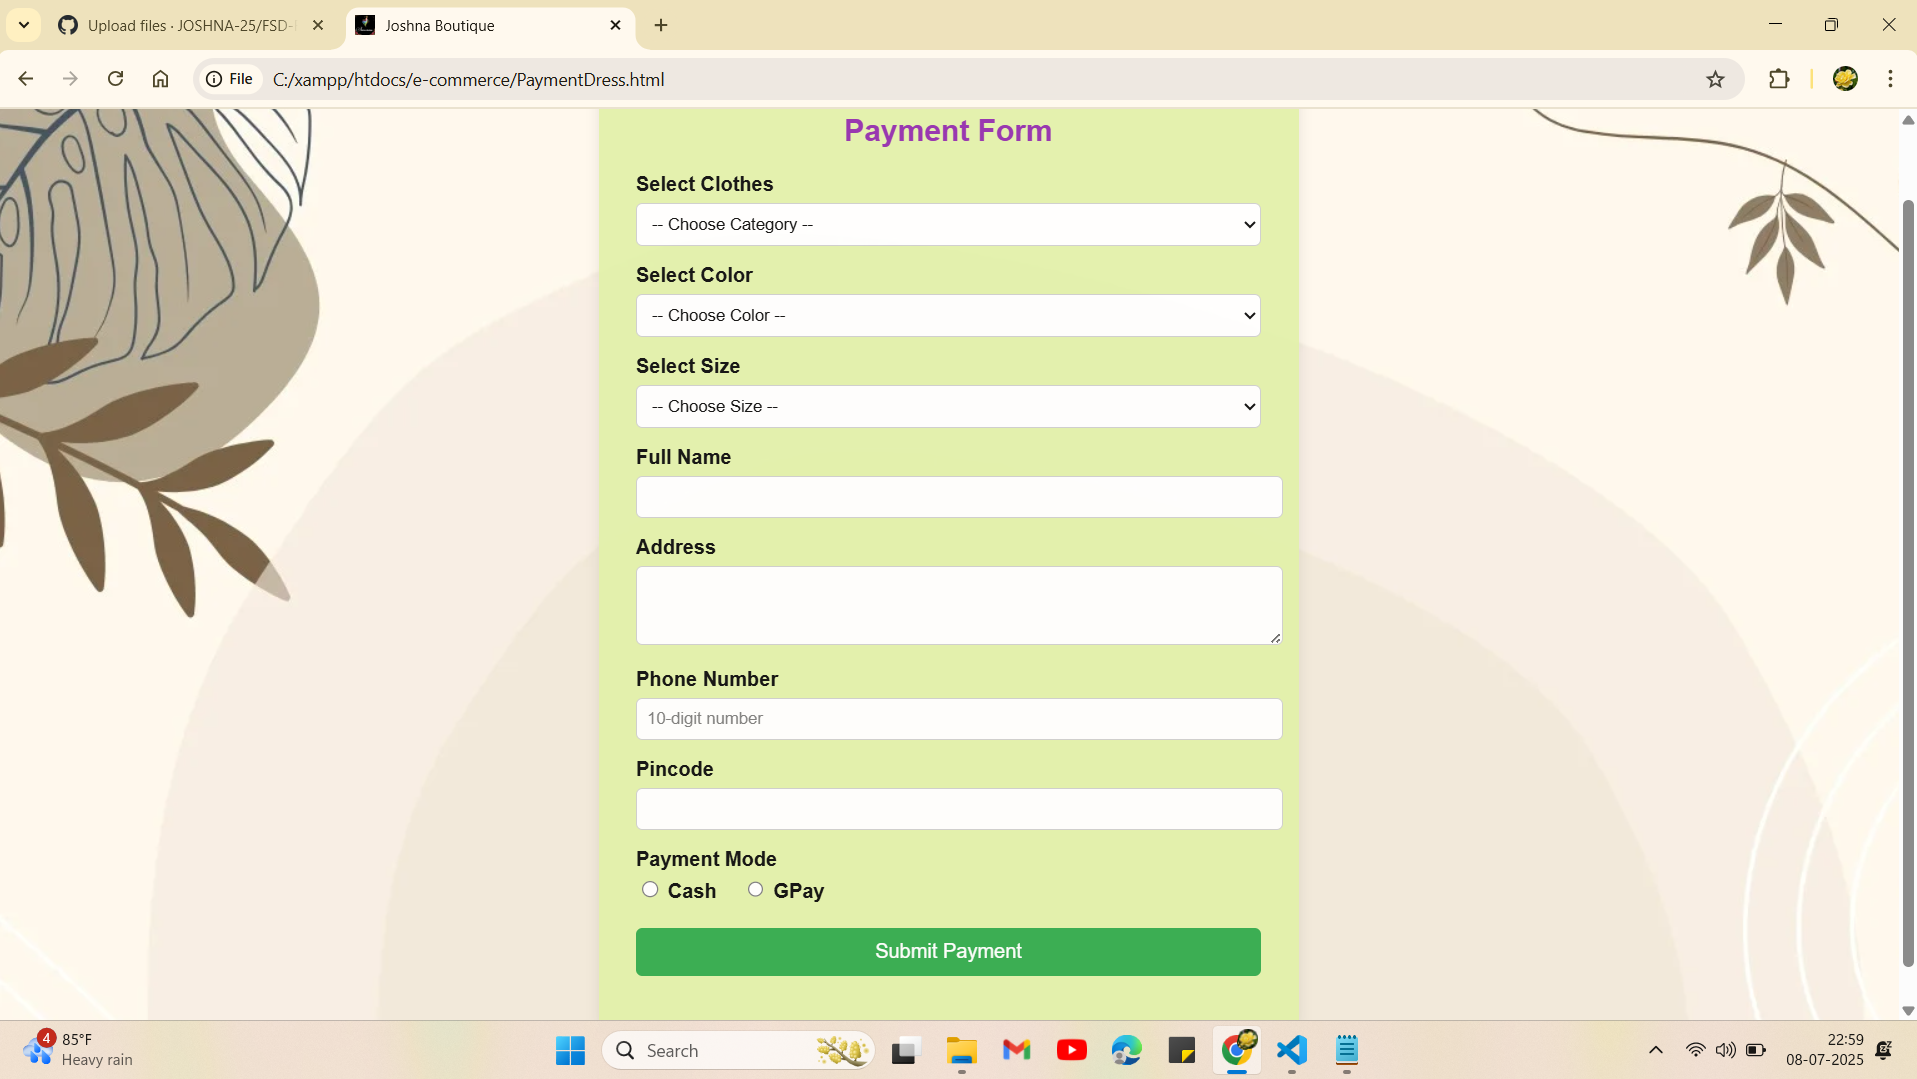 Upload files · JOSHNA-25/FSD-
Joshna Boutique
File
C:/xampp/htdocs/e-commerce/PaymentDress.html
Payment Form
Select Clothes
-- Choose Category --
Select Color
-- Choose Color --
Select Size
-- Choose Size --
Full Name
Address
Phone Number
10-digit number
Pincode
Payment Mode
Cash
GPay
Submit Payment
4
85°F
Heavy rain
Search
22:59
08-07-2025